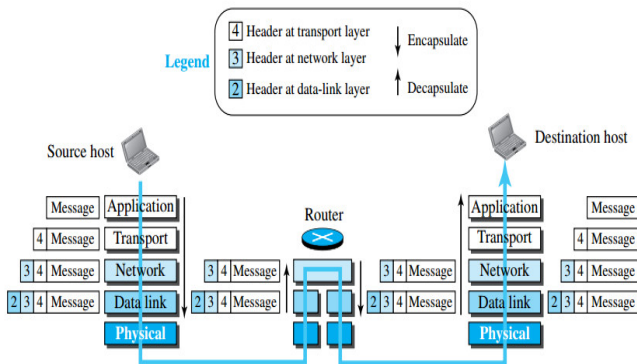 Legend
4 Header at transport layer
3 Header at network layer
2 Header at data-link layer
Encapsulate
Decapsulate
Source host
Destination host
Router
Message Application
4 Message Transport
3 4 Message Network
2 3 4 Message Data link
Physical
3 4 Message
2 3 4 Message
3 4 Message
2 3 4 Message
Application Message
Transport 4 Message
Network 3 4 Message
Data link 2 3 4 Message
Physical